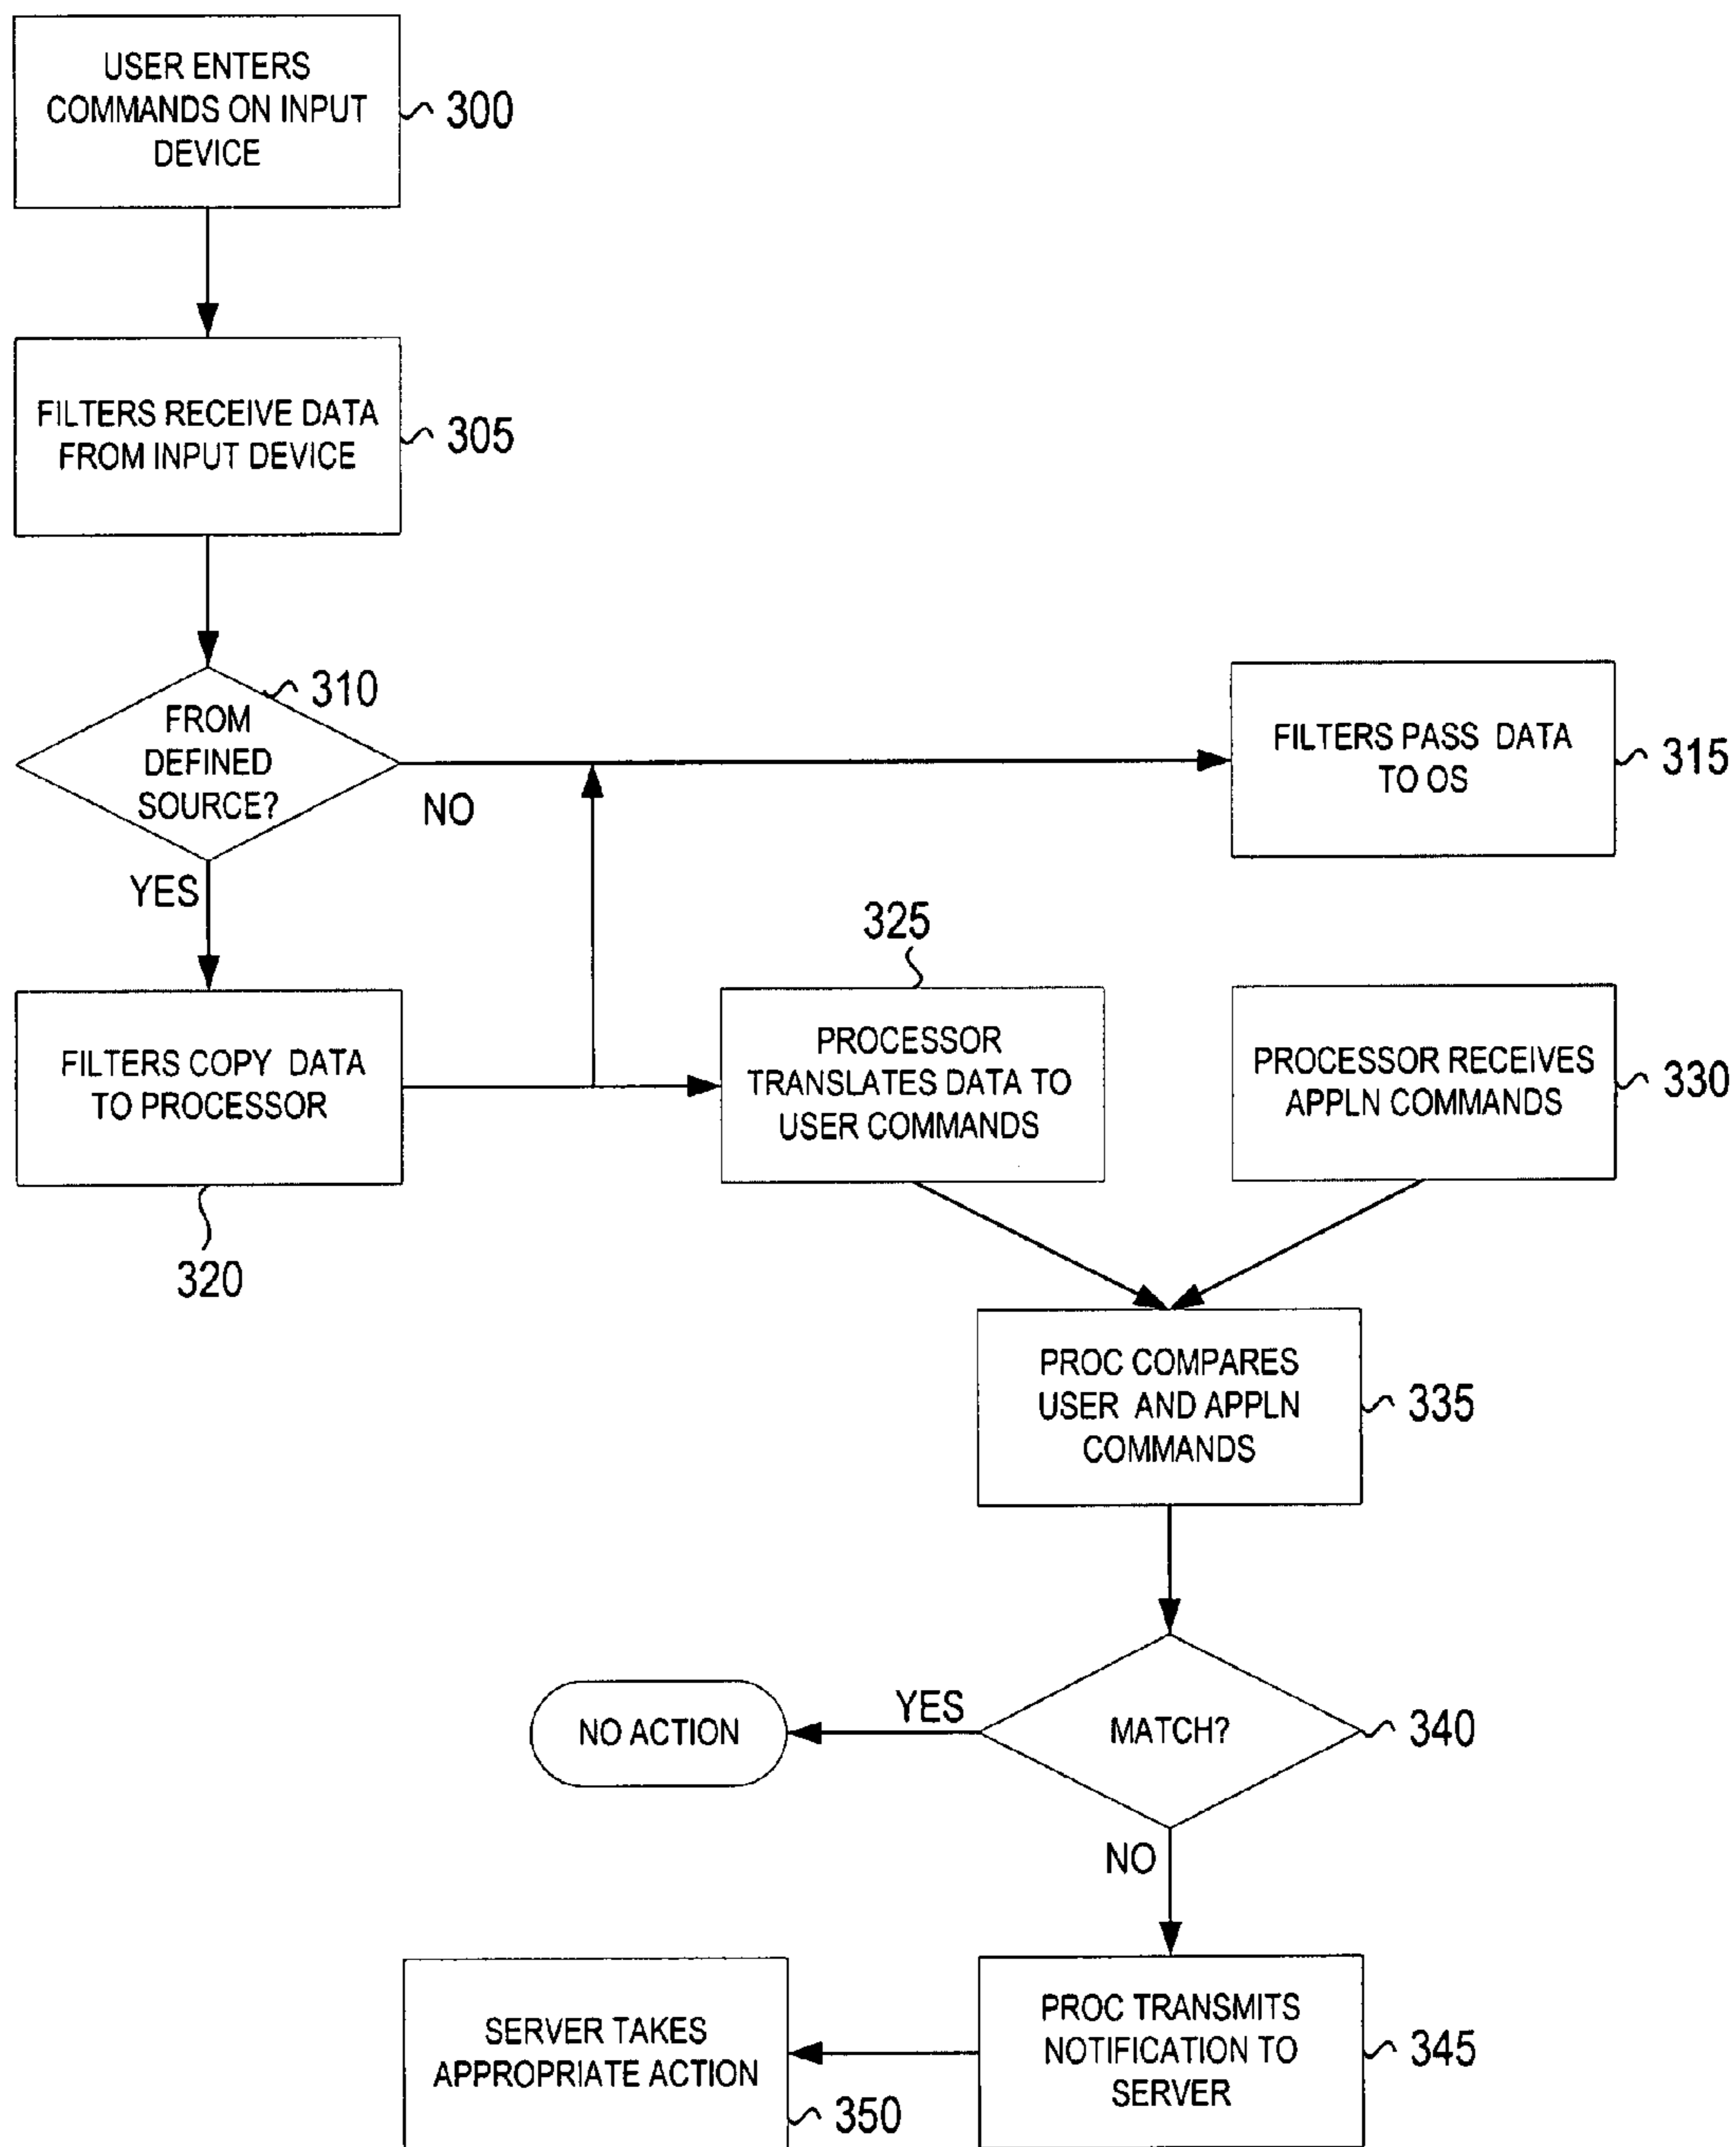 USER ENTERS
COMMANDS ON INPUT
DEVICE
300
FILTERS RECEIVE DATA
FROM INPUT DEVICE
305
310
FROM
DEFINED
SOURCE?
NO
YES
FILTERS PASS DATA
TO OS
315
FILTERS COPY DATA
TO PROCESSOR
320
325
PROCESSOR
TRANSLATES DATA TO
USER COMMANDS
PROCESSOR RECEIVES
APPLN COMMANDS
330
PROC COMPARES
USER AND APPLN
COMMANDS
335
MATCH?
340
YES
NO ACTION
NO
PROC TRANSMITS
NOTIFICATION TO
SERVER
345
SERVER TAKES
APPROPRIATE ACTION
350